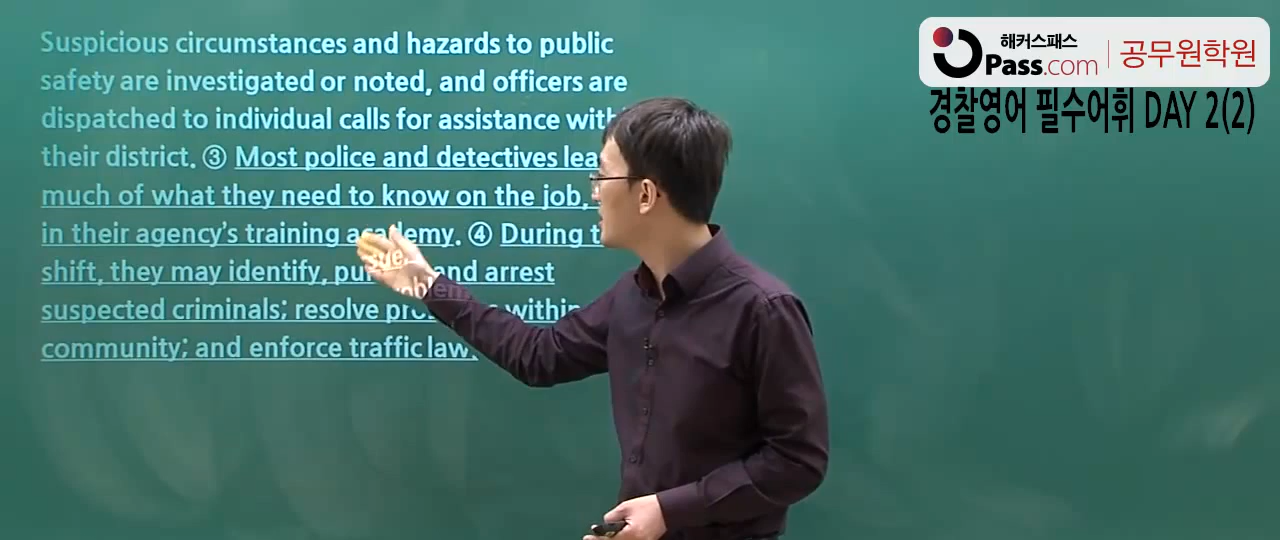 Suspicious circumstances and hazards to public
safety are investigated or noted, and officers are
dispatched to individual calls for assistance
their district. ③ Most police and detectives
much of what they need to know on the job,
in their agency's training academy. ④ During
shift, they may identify, and arrest
suspected criminals; resolve within
community; and enforce traffic law.
해커스패스
Pass.com
공무원학원
경찰영어 필수어휘 DAY 2(2)